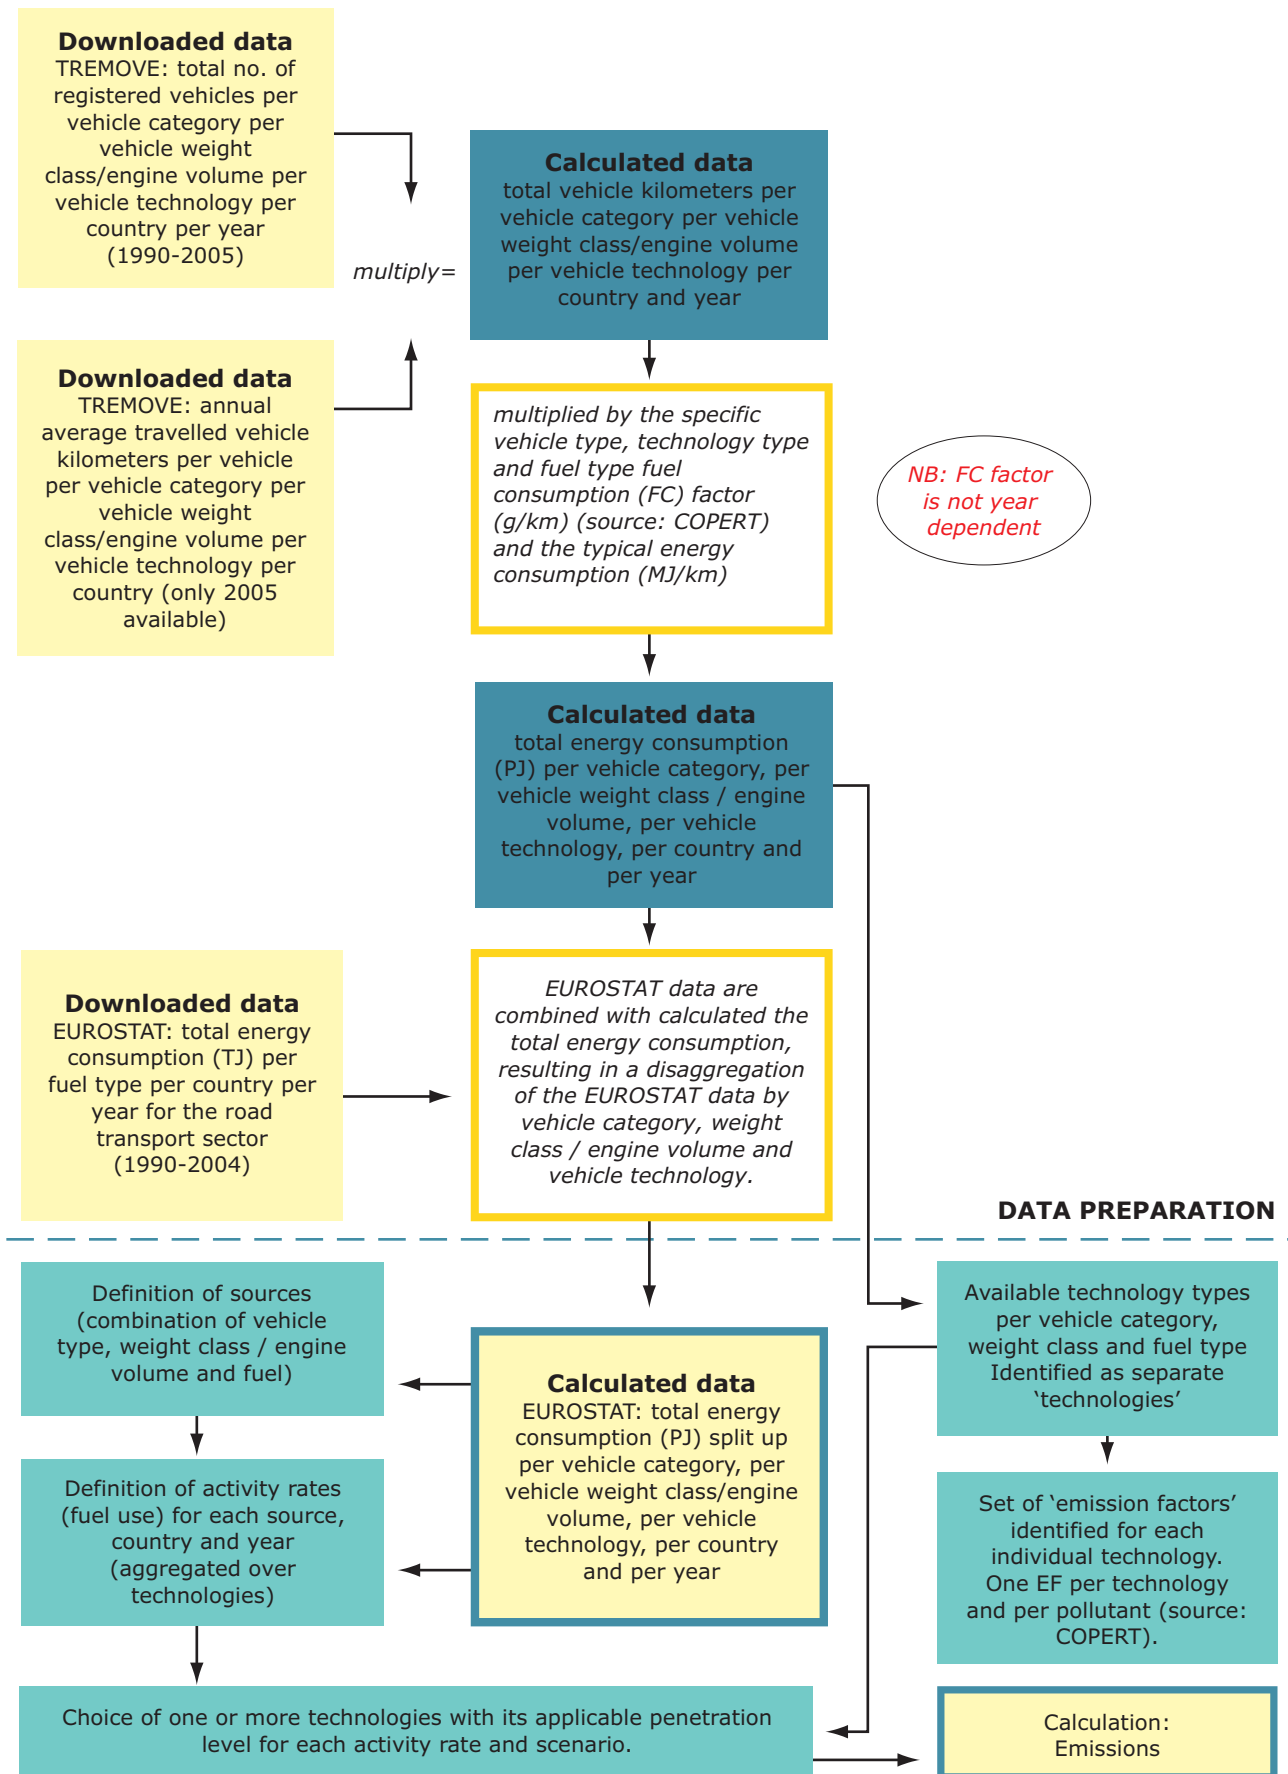 Downloaded data
TREMOVE: total no. of
registered vehicles per
vehicle category per
vehicle weight
class/engine volume per
vehicle technology per
country per year
(1990-2005)
multiply=
Calculated data
total vehicle kilometers per
vehicle category per vehicle
weight class/engine volume
per vehicle technology per
country and year
Downloaded data
TREMOVE: annual
average travelled vehicle
kilometers per vehicle
per vehicle category per
vehicle weight
class/engine volume per
vehicle technology per
country (only 2005
available)
multiplied by the specific
vehicle type, technology type
and fuel type fuel
consumption (FC) factor
(g/km) (source: COPERT)
and the typical energy
consumption (MJ/km)
NB: FC factor
is not year
dependent
Calculated data
total energy consumption
(PJ) per vehicle category, per
vehicle weight class / engine
volume, per vehicle
technology, per country and
per year
Downloaded data
EUROSTAT: total energy
consumption (TJ) per
fuel type per country per
year for the road
transport sector
(1990-2004)
EUROSTAT data are
combined with calculated the
total energy consumption,
resulting in a disaggregation
of the EUROSTAT data by
vehicle category, weight
class / engine volume and
vehicle technology.
DATA PREPARATION
Definition of sources
(combination of vehicle
type, weight class / engine
volume and fuel)
Calculated data
EUROSTAT: total energy
consumption (PJ) split up
per vehicle category, per
vehicle weight class/engine
volume, per vehicle
technology, per country
and per year
Available technology types
per vehicle category,
weight class and fuel type
Identified as separate
‘technologies’
Definition of activity rates
(fuel use) for each source,
country and year
(aggregated over
technologies)
Set of ‘emission factors’
identified for each
individual technology.
One EF per technology
and per pollutant (source:
COPERT).
Choice of one or more technologies with its applicable penetration
level for each activity rate and scenario.
Calculation:
Emissions